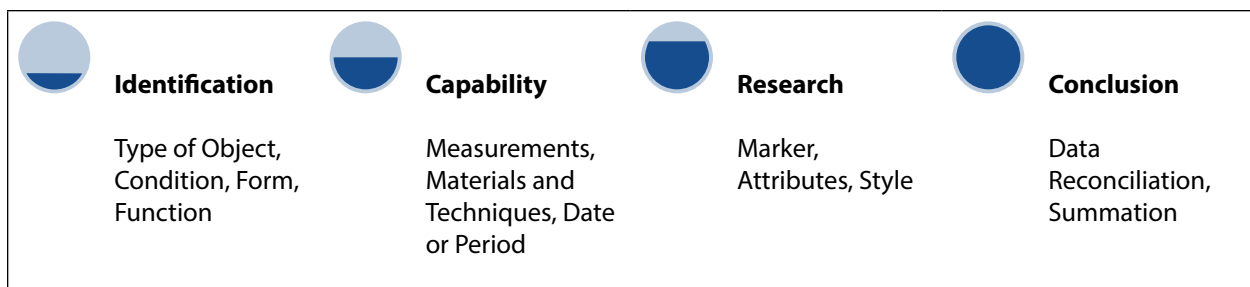 Identification
Type of Object,
Condition, Form,
Function
Capability
Measurements,
Materials and
Techniques, Date
or Period
Research
Marker,
Attributes, Style
Conclusion
Data
Reconciliation,
Summation